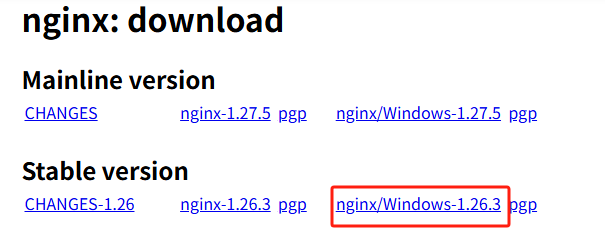 nginx: download
Mainline version
CHANGES nginx-1.27.5 pgp nginx/Windows-1.27.5 pgp
Stable version
CHANGES-1.26 nginx-1.26.3 pgp nginx/Windows-1.26.3 pgp